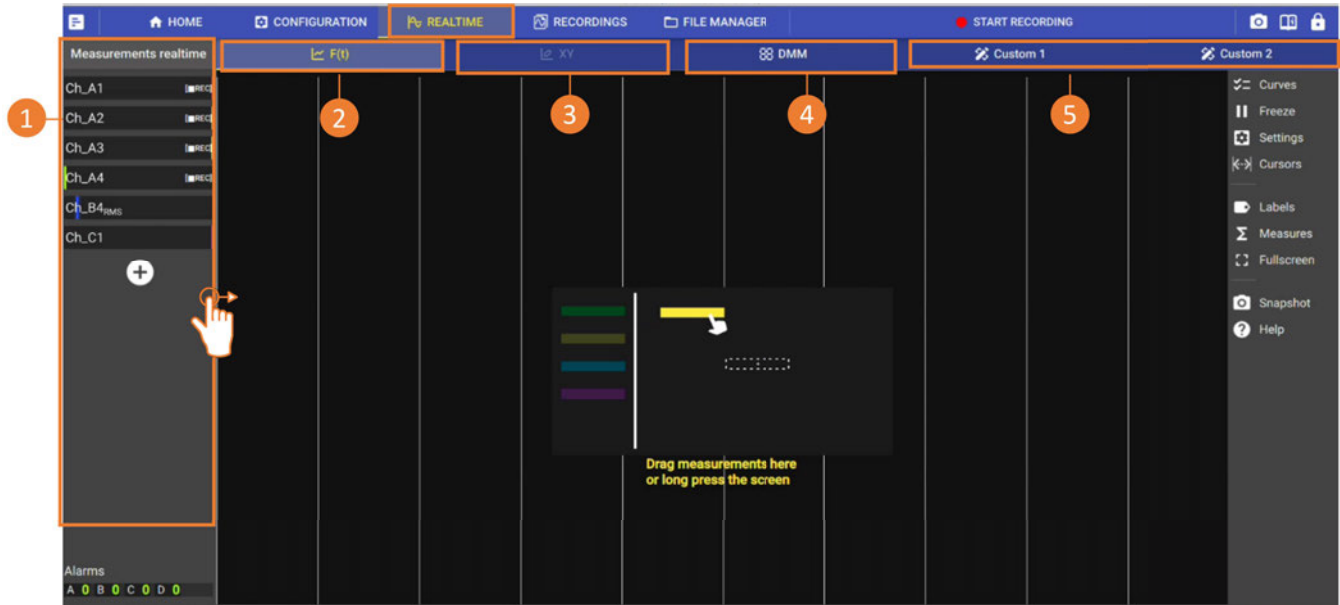 HOME CONFIGURATION REALTIME RECORDINGS FILE MANAGER START RECORDING
Measurements realtime F(t) XY DMM Custom 1 Custom 2
Ch_A1 REC
Ch_A2 REC
Ch_A3 REC
Ch_A4 REC
Ch_B4RMS
Ch_C1
1
2
3
4
5
Curves
Freeze
Settings
Cursors
Labels
Measures
Fullscreen
Snapshot
Help
Drag measurements here
or long press the screen
Alarms
A 0 B 0 C 0 D 0